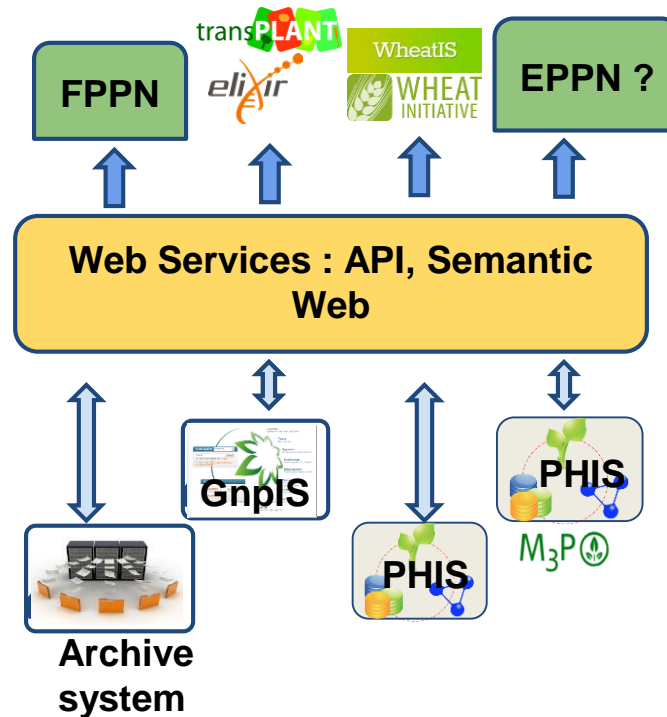 transPLANT
elixir
FPPN
WheatIS
WHEAT
INITIATIVE
EPPN ?
Web Services : API, Semantic
Web
GnpIS
PHIS
M3P
PHIS
Archive
system